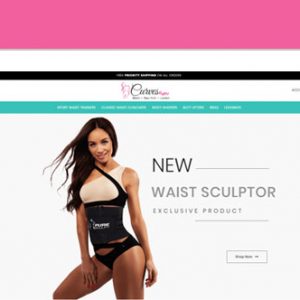 FREE PRIORITY SHIPPING ON ALL ORDERS
Curves
SPORT WAIST TRAINERS
CLASSIC WAIST CLINCHERS
BODY SHAPERS
BUTT LIFTERS
BRAS
LEGGINGS
NEW
WAIST SCULPTOR
EXCLUSIVE PRODUCT
Shop Now